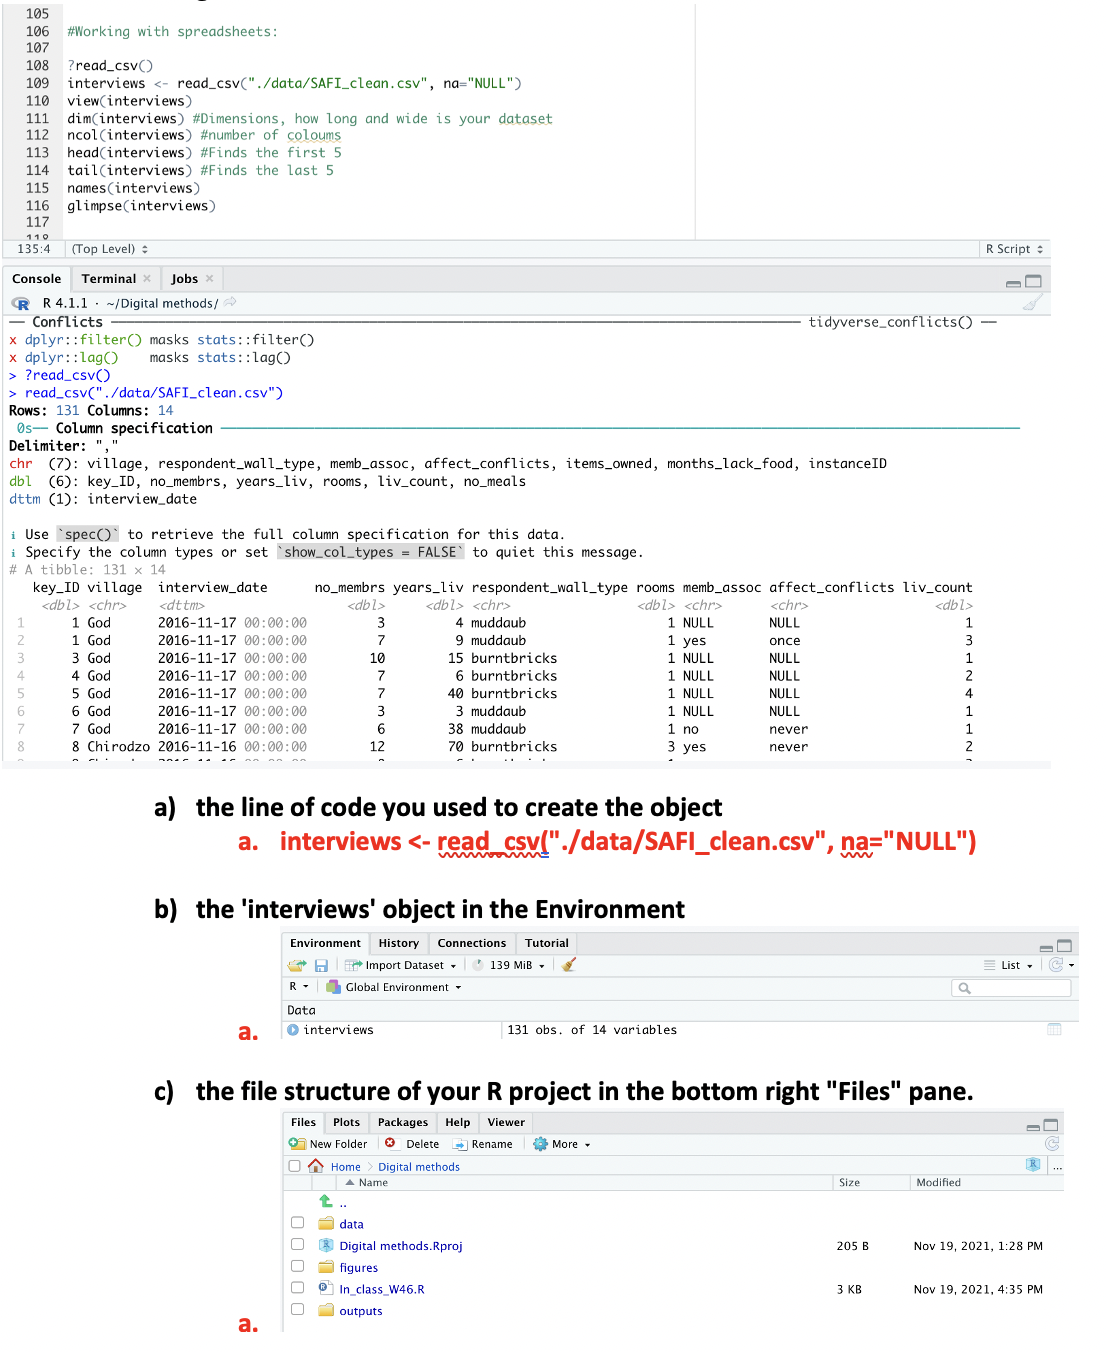 105
106 #Working with spreadsheets:
107
108 ?read_csv()
109 interviews <- read_csv("./data/SAFI_clean.csv", na="NULL")
110 view(interviews)
111 dim(interviews) #Dimensions, how long and wide is your dataset
112 ncol(interviews) #number of coloums
113 head(interviews) #Finds the first 5
114 tail(interviews) #Finds the last 5
115 names(interviews)
116 glimpse(interviews)
117
118
135:4 (Top Level) R Script
Console Terminal Jobs
R 4.1.1 · ~/Digital methods/
── Conflicts ── tidyverse_conflicts() ──
x dplyr::filter() masks stats::filter()
x dplyr::lag() masks stats::lag()
> ?read_csv()
> read_csv("./data/SAFI_clean.csv")
Rows: 131 Columns: 14
0s── Column specification ──
Delimiter: ","
chr (7): village, respondent_wall_type, memb_assoc, affect_conflicts, items_owned, months_lack_food, instanceID
dbl (6): key_ID, no_membrs, years_liv, rooms, liv_count, no_meals
dttm (1): interview_date
i Use `spec()` to retrieve the full column specification for this data.
i Specify the column types or set `show_col_types = FALSE` to quiet this message.
# A tibble: 131 × 14
key_ID village interview_date no_membrs years_liv respondent_wall_type rooms memb_assoc affect_conflicts liv_count
<dbl> <chr> <dttm> <dbl> <dbl> <chr> <dbl> <chr> <chr> <dbl>
1 1 God 2016-11-17 00:00:00 3 4 muddaub 1 NULL NULL 1
2 1 God 2016-11-17 00:00:00 7 9 muddaub 1 yes once 3
3 3 God 2016-11-17 00:00:00 10 15 burntbricks 1 NULL NULL 1
4 4 God 2016-11-17 00:00:00 7 6 burntbricks 1 NULL NULL 2
5 5 God 2016-11-17 00:00:00 7 40 burntbricks 1 NULL NULL 4
6 6 God 2016-11-17 00:00:00 3 3 muddaub 1 NULL NULL 1
7 7 God 2016-11-17 00:00:00 6 38 muddaub 1 no never 1
8 8 Chirodzo 2016-11-16 00:00:00 12 70 burntbricks 3 yes never 2
a) the line of code you used to create the object
a. interviews <- read_csv("./data/SAFI_clean.csv", na="NULL")
b) the 'interviews' object in the Environment
Environment History Connections Tutorial
Import Dataset 139 MiB List
R Global Environment
Data
a. interviews 131 obs. of 14 variables
c) the file structure of your R project in the bottom right "Files" pane.
Files Plots Packages Help Viewer
New Folder Delete Rename More
Home Digital methods ...
Name Size Modified
..
data
Digital methods.Rproj 205 B Nov 19, 2021, 1:28 PM
figures
In_class_W46.R 3 KB Nov 19, 2021, 4:35 PM
outputs
a.